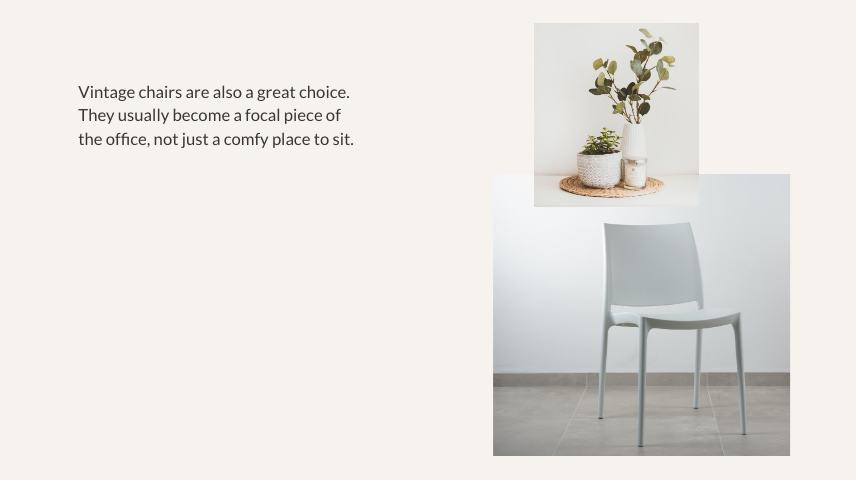 Vintage chairs are also a great choice.
They usually become a focal piece of
the office, not just a comfy place to sit.